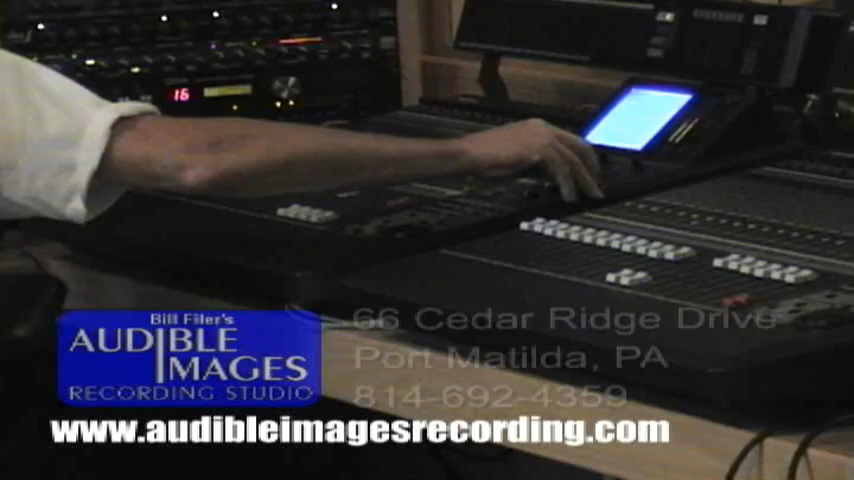 16
Bill Filer's
AUDIBLE
IMAGES
RECORDING STUDIO
66 Cedar Ridge Drive
Port Matilda, PA
814-692-4359
www.audibleimagesrecording.com